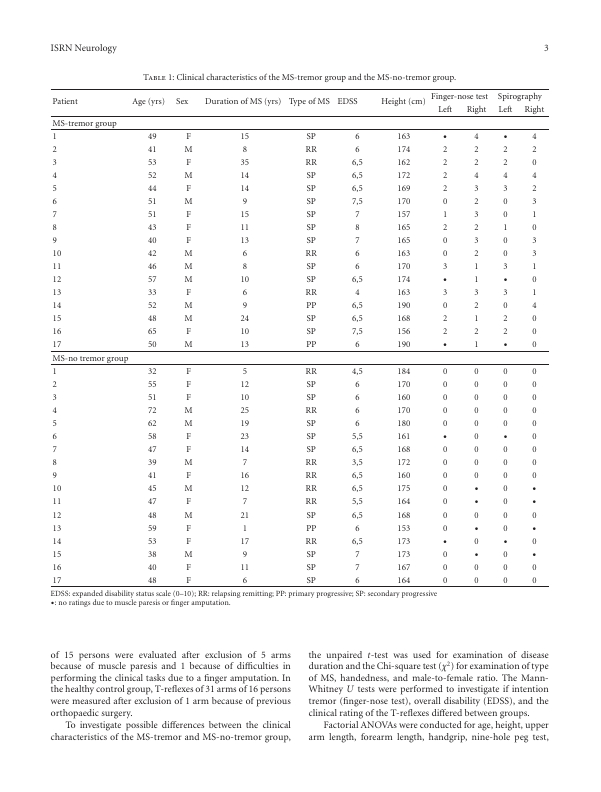 ISRN Neurology 3
Table 1: Clinical characteristics of the MS-tremor group and the MS-no-tremor group.
Patient Age (yrs) Sex Duration of MS (yrs) Type of MS EDSS Height (cm) Finger-nose test Spirography
Left Right Left Right
MS-tremor group
1 49 F 15 SP 6 163 • 4 • 4
2 41 M 8 RR 6 174 2 2 2 2
3 53 F 35 RR 6,5 162 2 2 2 0
4 52 M 14 SP 6,5 172 2 4 4 4
5 44 F 14 SP 6,5 169 2 3 3 2
6 51 M 9 SP 7,5 170 0 2 0 3
7 51 F 15 SP 7 157 1 3 0 1
8 43 F 11 SP 8 165 2 2 1 0
9 40 F 13 SP 7 165 0 3 0 3
10 42 M 6 RR 6 163 0 2 0 3
11 46 M 8 SP 6 170 3 1 3 1
12 57 M 10 SP 6,5 174 • 1 • 0
13 33 F 6 RR 4 163 3 3 3 1
14 52 M 9 PP 6,5 190 0 2 0 4
15 48 M 24 SP 6,5 168 2 1 2 0
16 65 F 10 SP 7,5 156 2 2 2 0
17 50 M 13 PP 6 190 • 1 • 0
MS-no tremor group
1 32 F 5 RR 4,5 184 0 0 0 0
2 55 F 12 SP 6 170 0 0 0 0
3 51 F 10 SP 6 160 0 0 0 0
4 72 M 25 RR 6 170 0 0 0 0
5 62 M 19 SP 6 180 0 0 0 0
6 58 F 23 SP 5,5 161 • 0 • 0
7 47 F 14 SP 6,5 168 0 0 0 0
8 39 M 7 RR 3,5 172 0 0 0 0
9 41 F 16 RR 6,5 160 0 0 0 0
10 45 M 12 RR 6,5 175 0 • 0 •
11 47 F 7 RR 5,5 164 0 • 0 •
12 48 M 21 SP 6,5 168 0 0 0 0
13 59 F 1 PP 6 153 0 • 0 •
14 53 F 17 RR 6,5 173 • 0 • 0
15 38 M 9 SP 7 173 0 • 0 •
16 40 F 11 SP 7 167 0 0 0 0
17 48 F 6 SP 6 164 0 0 0 0
EDSS: expanded disability status scale (0–10); RR: relapsing remitting; PP: primary progressive; SP: secondary progressive
•: no ratings due to muscle paresis or finger amputation.
of 15 persons were evaluated after exclusion of 5 arms
because of muscle paresis and 1 because of difficulties in
performing the clinical tasks due to a finger amputation. In
the healthy control group, T-reflexes of 31 arms of 16 persons
were measured after exclusion of 1 arm because of previous
orthopaedic surgery.
To investigate possible differences between the clinical
characteristics of the MS-tremor and MS-no-tremor group,
the unpaired t-test was used for examination of disease
duration and the Chi-square test (χ²) for examination of type
of MS, handedness, and male-to-female ratio. The Mann-
Whitney U tests were performed to investigate if intention
tremor (finger-nose test), overall disability (EDSS), and the
clinical rating of the T-reflexes differed between groups.
Factorial ANOVAs were conducted for age, height, upper
arm length, forearm length, handgrip, nine-hole peg test,